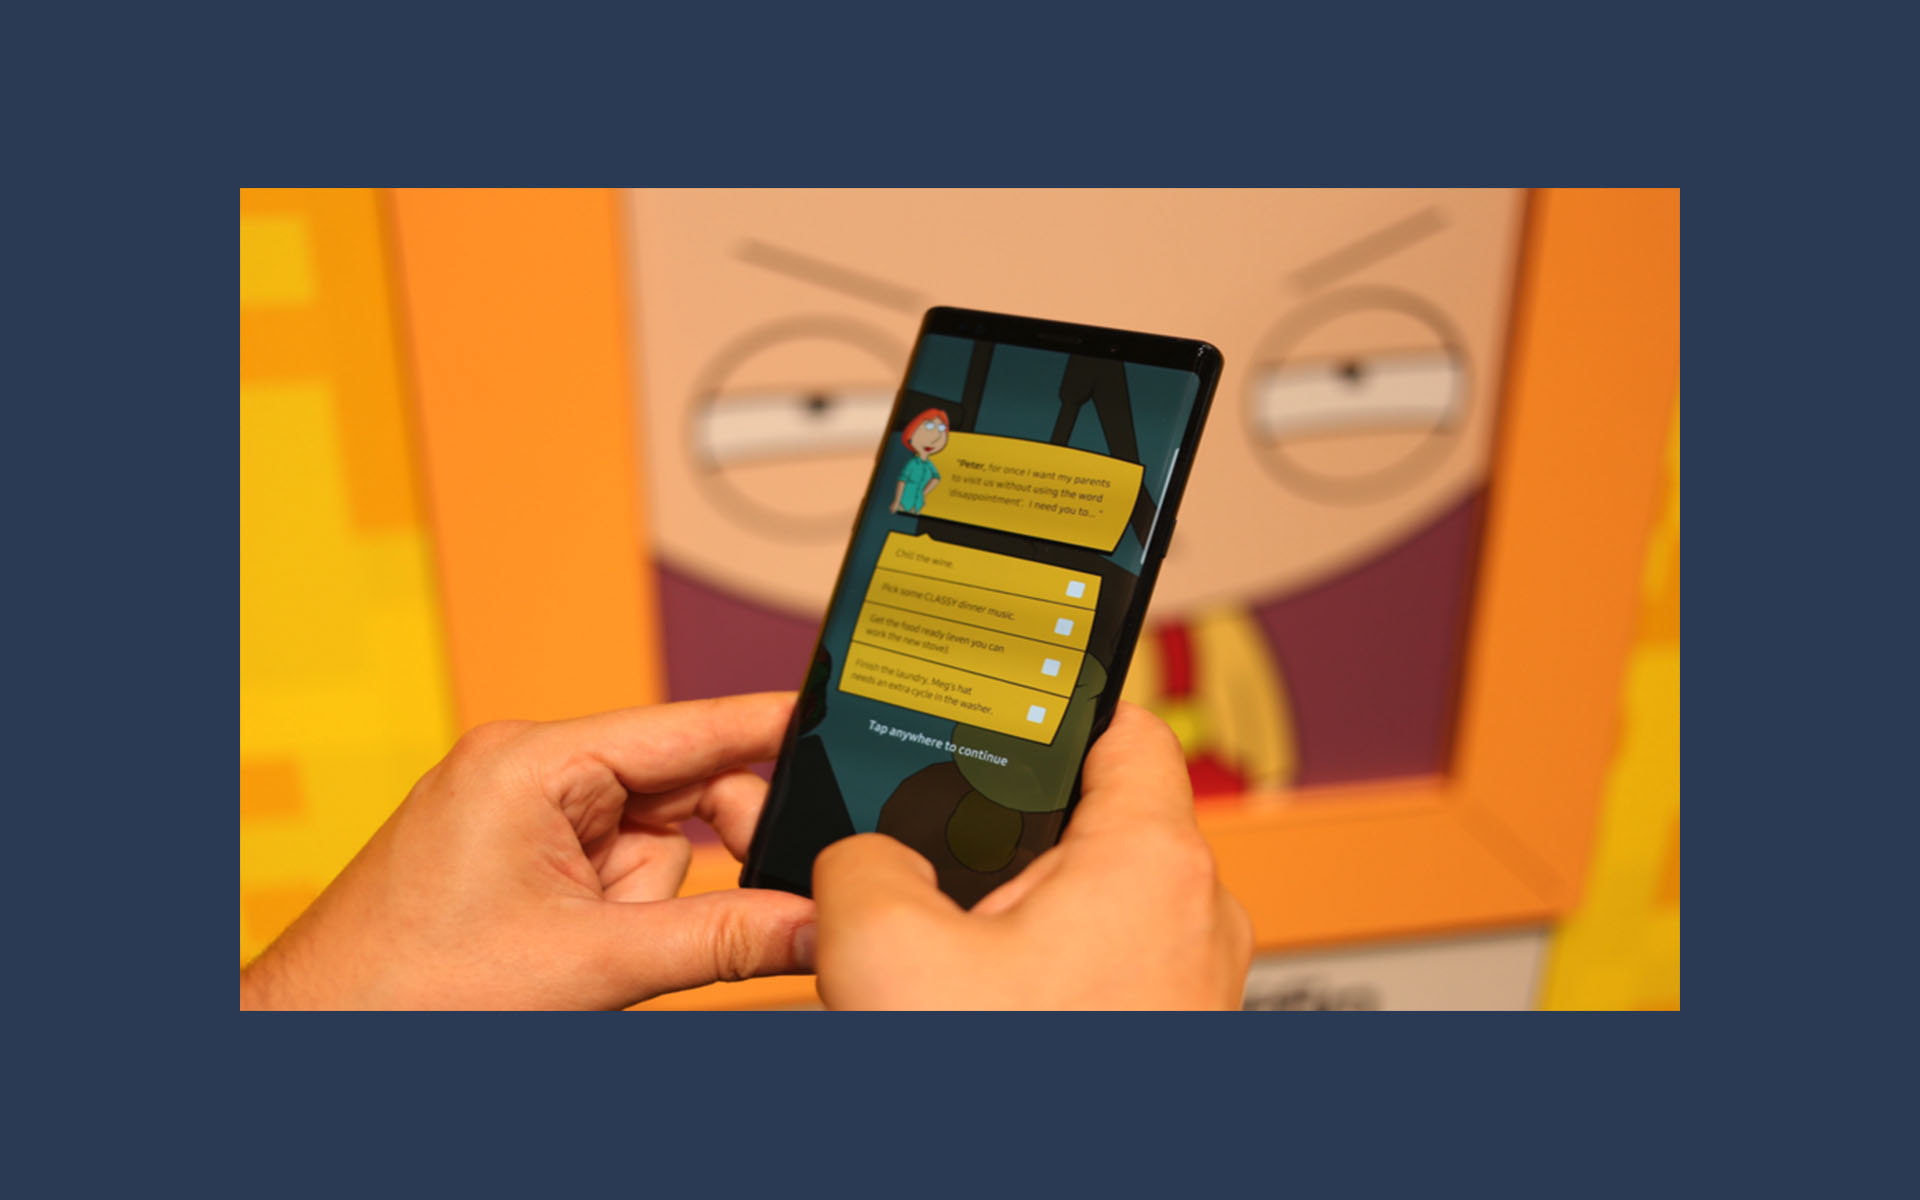 "Peter, for once I want my parents
to visit us without using the word
'disappointment'. I need you to... "
Chill the wine.
Pick some CLASSY dinner music.
Get the food ready (even you can
work the new stove).
Finish the laundry, Meg's hat
needs an extra cycle in the washer.
Tap anywhere to continue